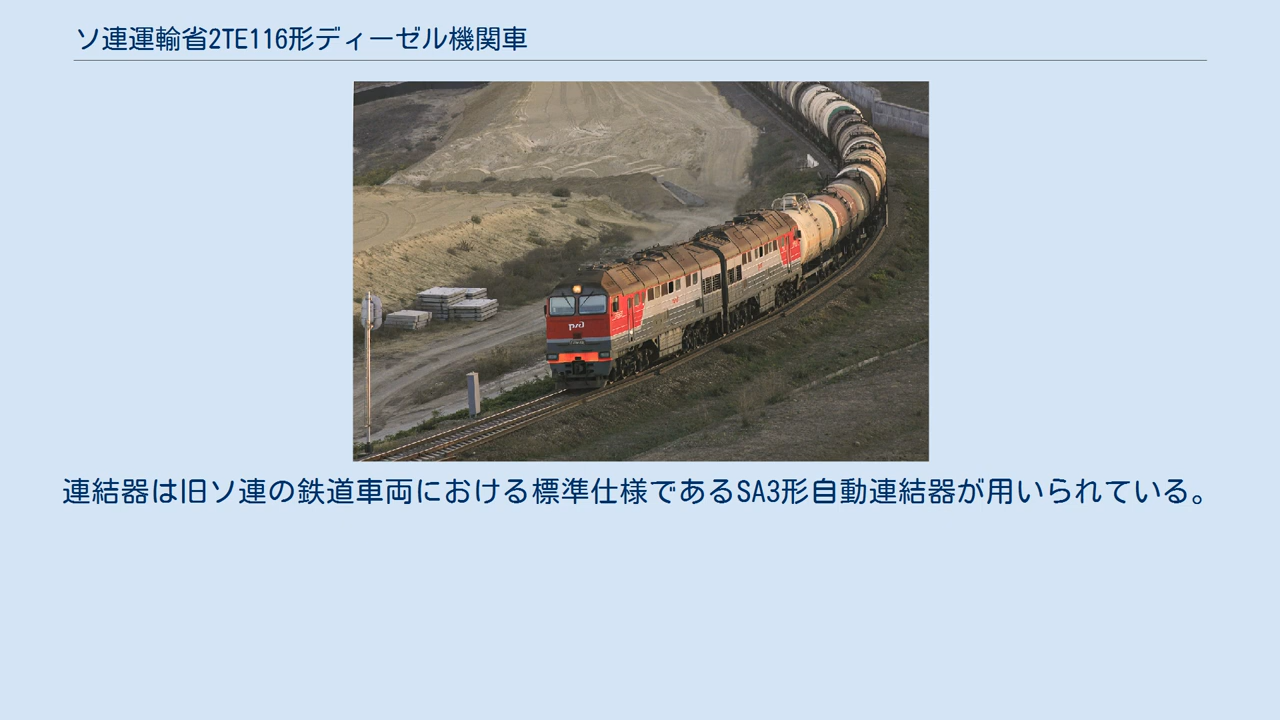 ソ連運輸省2TE116形ディーゼル機関車
pжd
連結器は旧ソ連の鉄道車両における標準仕様であるSA3形自動連結器が用いられている。